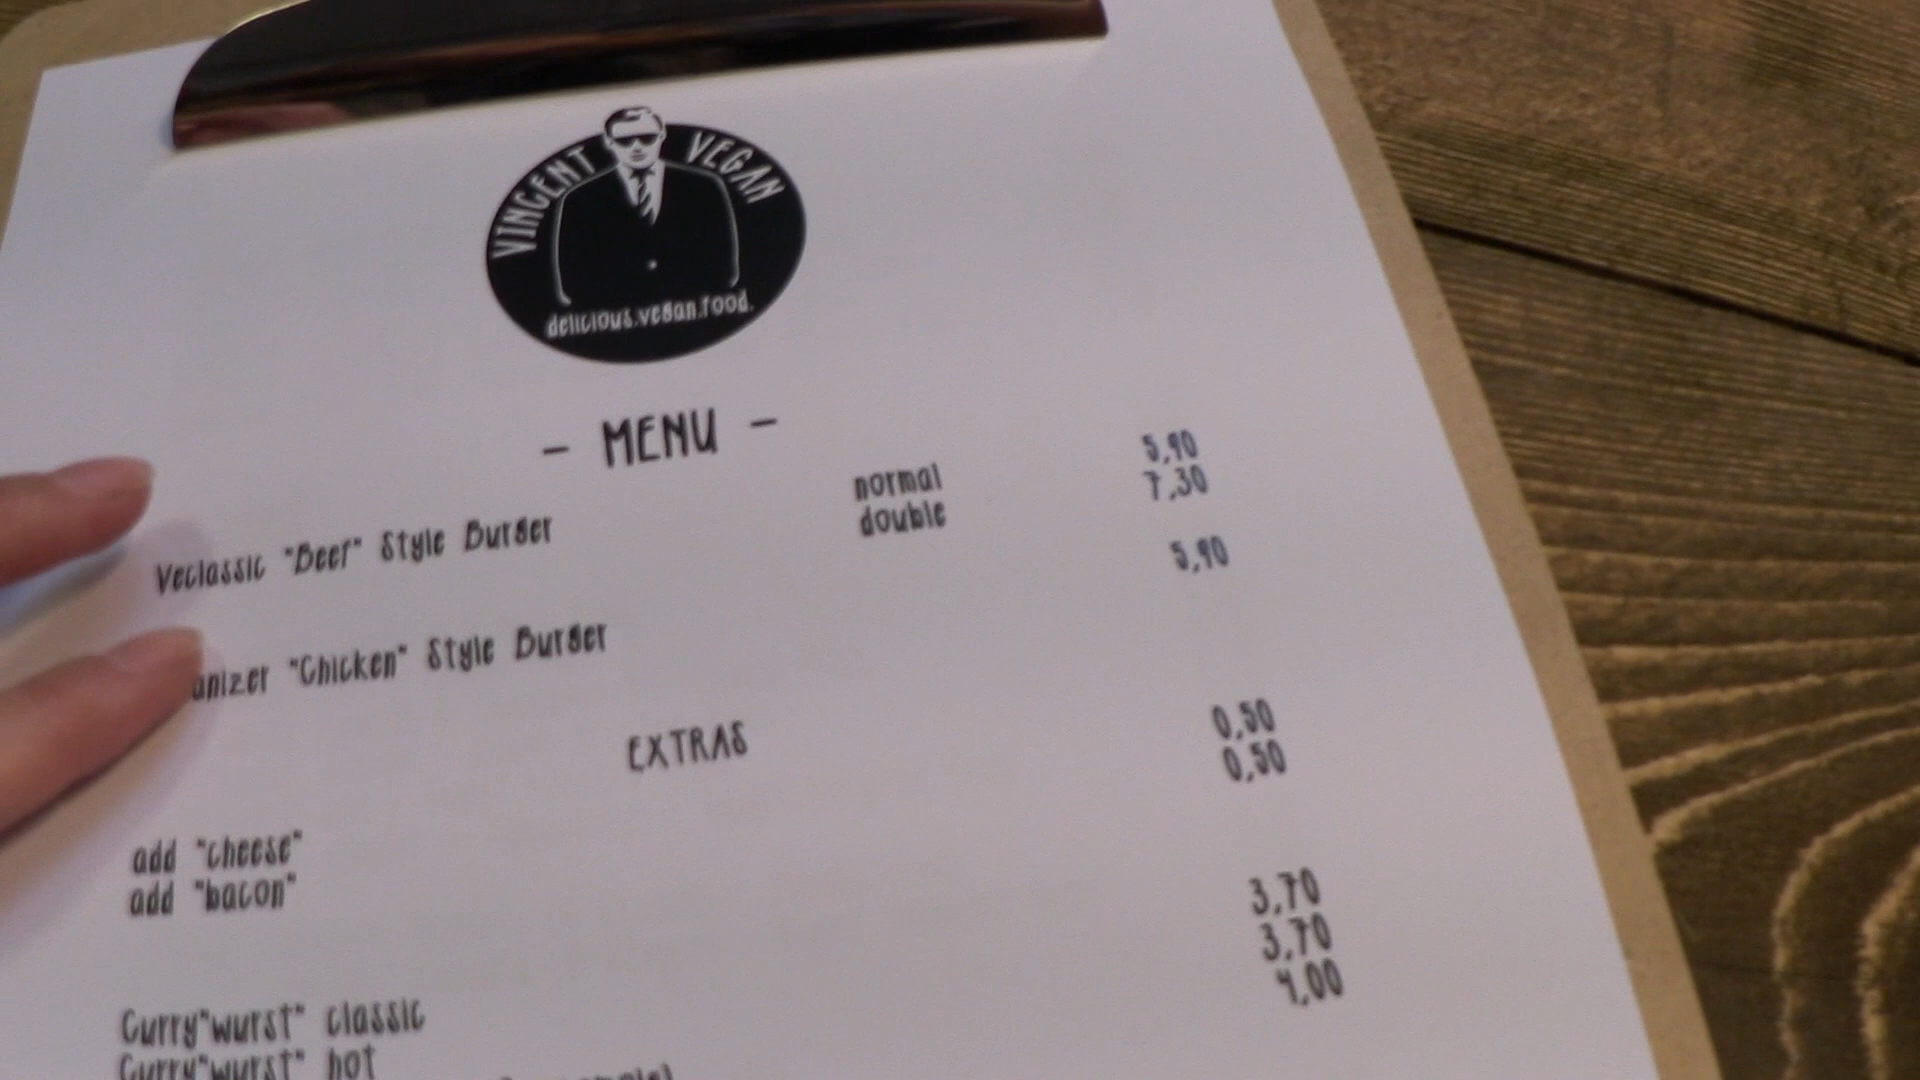 VINCENT VEGAN
delicious.vegan.food.
- MENU -
Veclassic "Beef" Style Burger normal 5,90
double 7,30
anizer "Chicken" Style Burger 5,90
EXTRAS
add "cheese" 0,50
add "bacon" 0,50
Curry"wurst" classic 3,70
Curry"wurst" hot 3,70
4,00